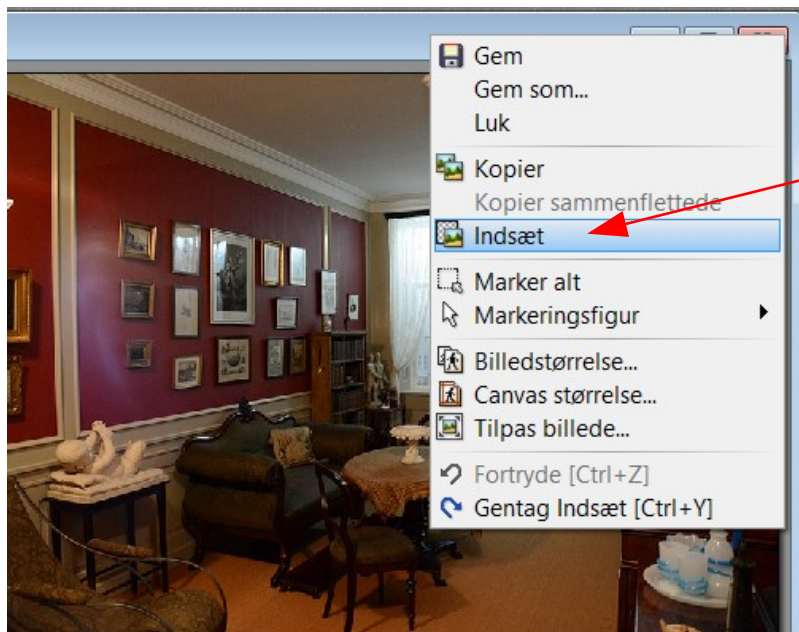 Gem
Gem som...
Luk
Kopier
Kopier sammenflettede
Indsæt
Marker alt
Markeringsfigur
Billedstørrelse...
Canvas størrelse...
Tilpas billede...
Fortryde [Ctrl+Z]
Gentag Indsæt [Ctrl+Y]